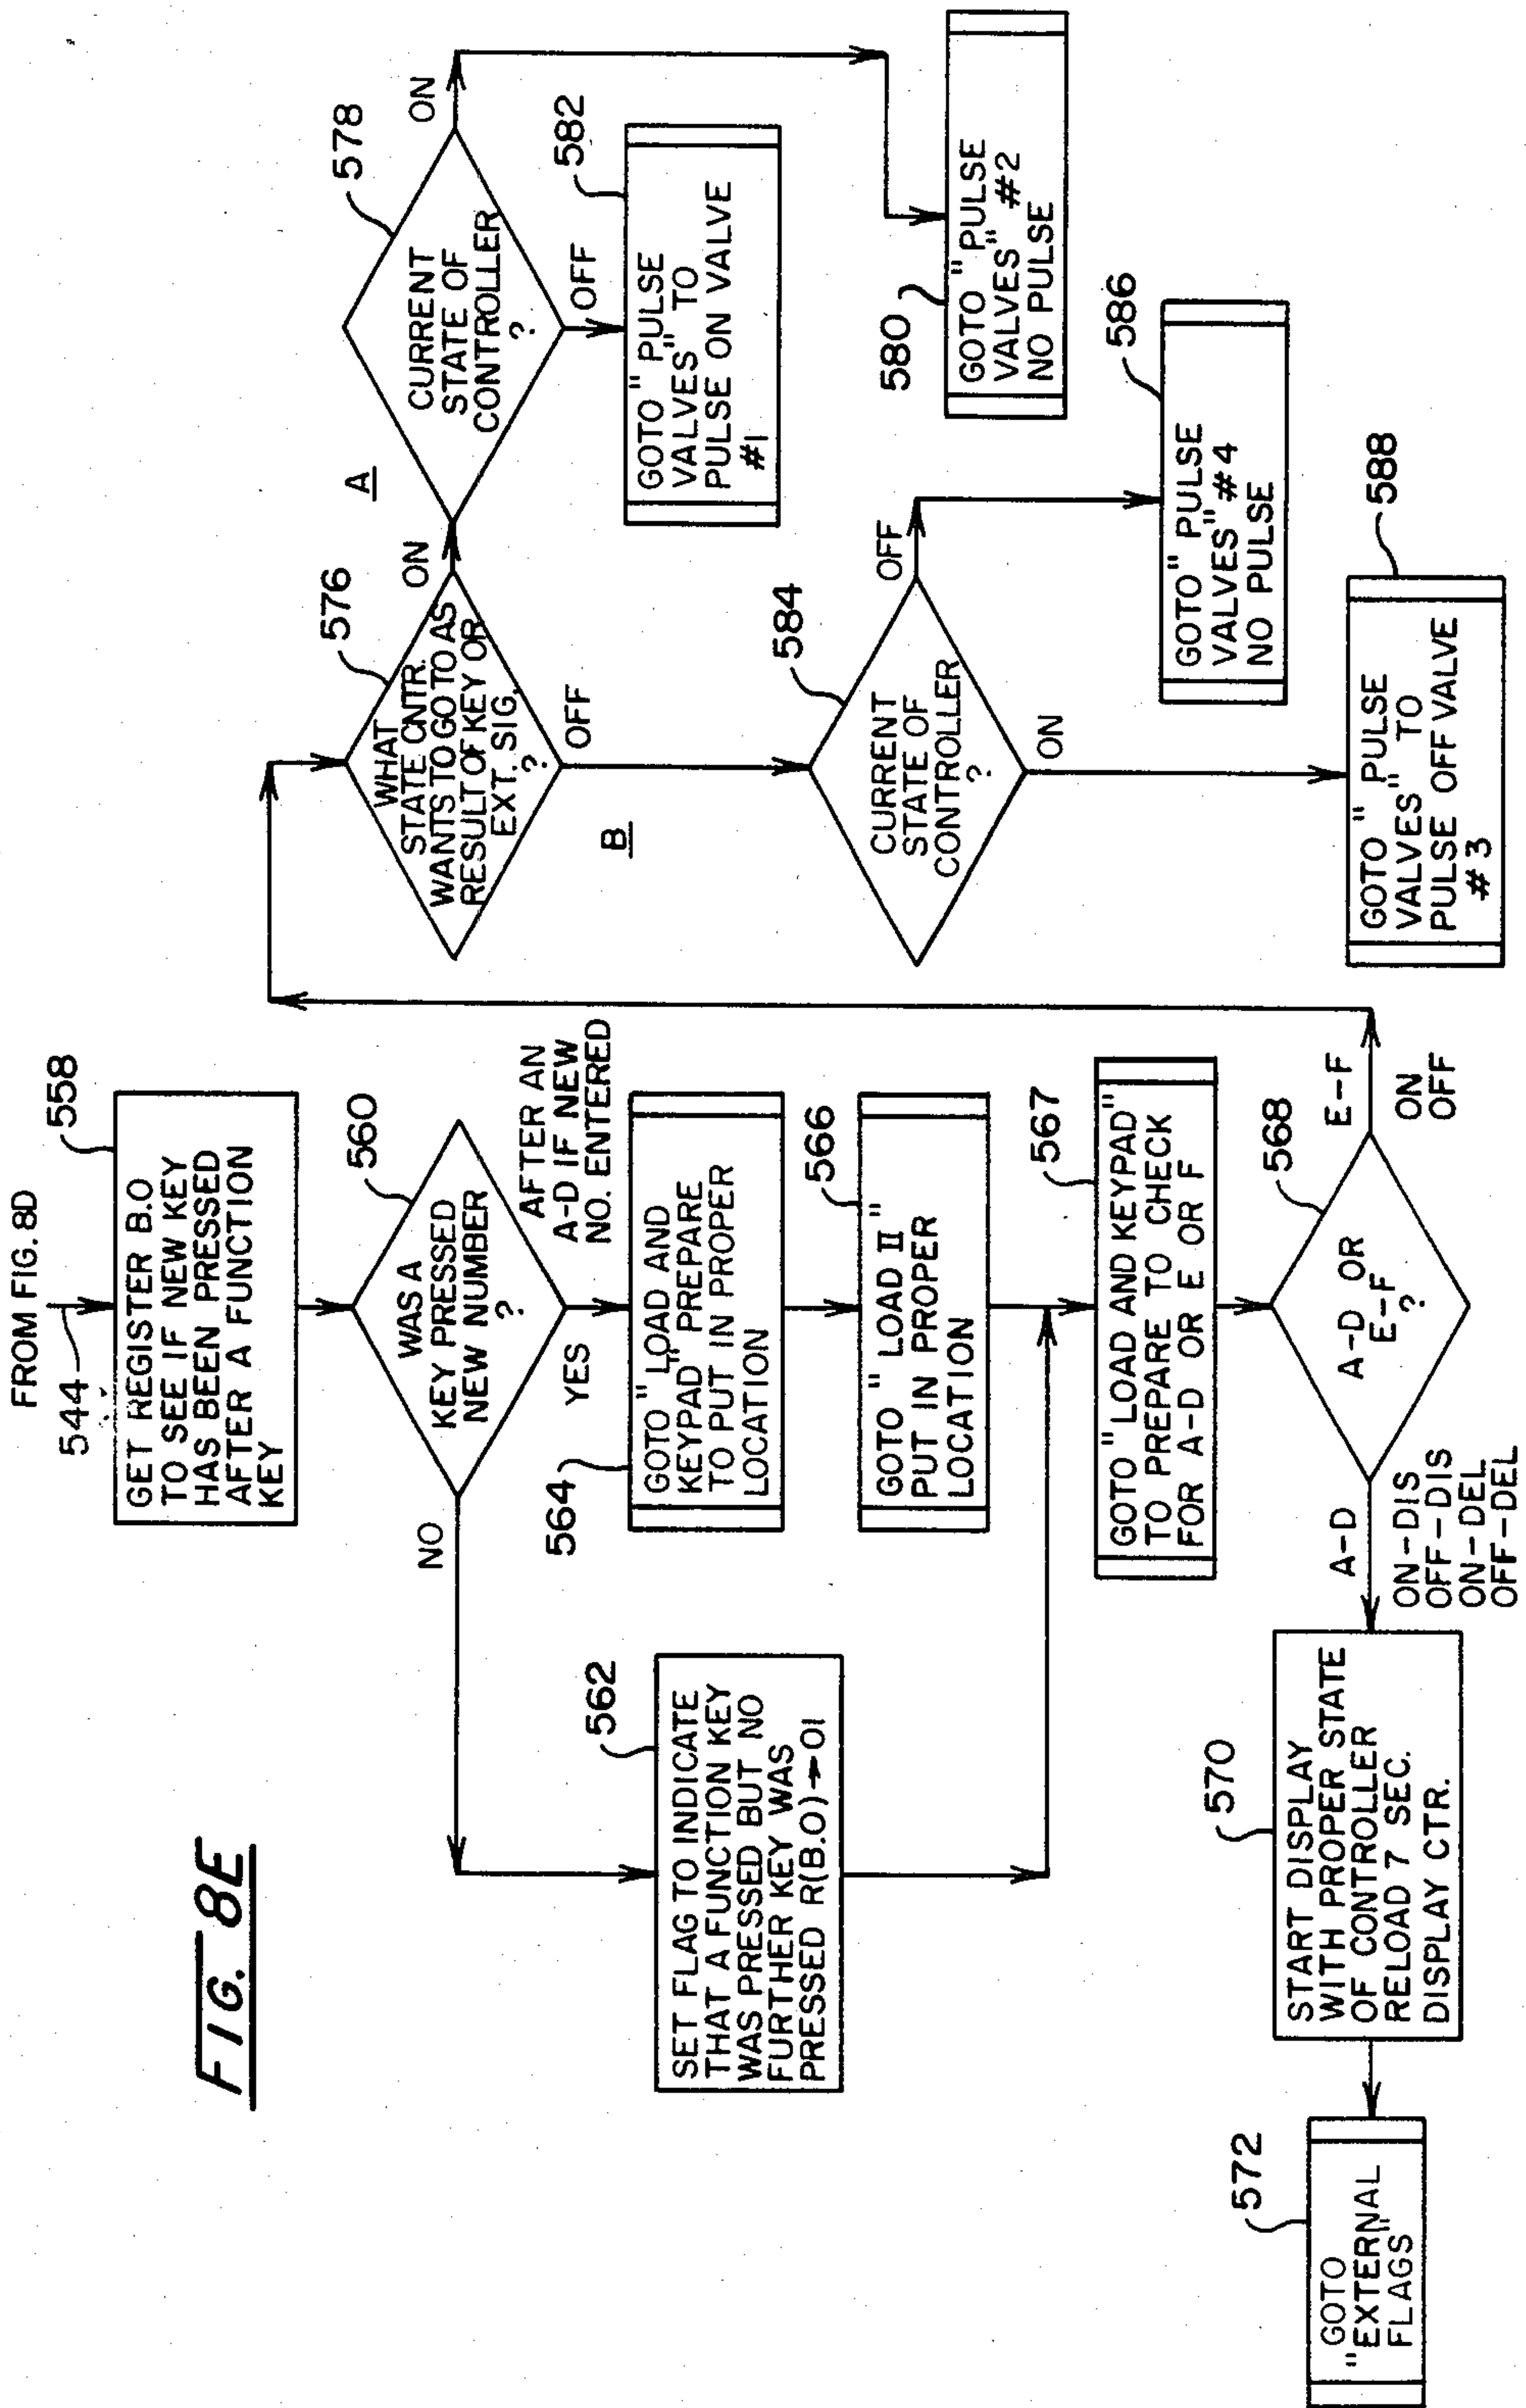 FIG. 8E
FROM FIG. 8D
544
558
GET REGISTER B.O
TO SEE IF NEW KEY
HAS BEEN PRESSED
AFTER A FUNCTION
KEY
560
WAS A
KEY PRESSED
NEW NUMBER
?
NO
YES
AFTER AN
A-D IF NEW
NO. ENTERED
562
SET FLAG TO INDICATE
THAT A FUNCTION KEY
WAS PRESSED BUT NO
FURTHER KEY WAS
PRESSED R(B.O)→01
564
GOTO "LOAD AND
KEYPAD" PREPARE
TO PUT IN PROPER
LOCATION
566
GOTO "LOAD II"
PUT IN PROPER
LOCATION
567
GOTO "LOAD AND KEYPAD"
TO PREPARE TO CHECK
FOR A-D OR E OR F
568
A-D OR
E-F
?
A-D
ON-DIS
OFF-DIS
ON-DEL
OFF-DEL
E-F
ON
OFF
570
START DISPLAY
WITH PROPER STATE
OF CONTROLLER
RELOAD 7 SEC.
DISPLAY CTR.
572
GOTO
"EXTERNAL
FLAGS"
576
WHAT
STATE CNTR.
WANTS TO GO TO AS
RESULT OF KEY OR
EXT. SIG.
?
ON
OFF
A
B
578
CURRENT
STATE OF
CONTROLLER
?
ON
OFF
582
GOTO "PULSE
VALVES" TO
PULSE ON VALVE
#1
580
GOTO "PULSE
VALVES" #2
NO PULSE
584
CURRENT
STATE OF
CONTROLLER
?
OFF
ON
586
GOTO "PULSE
VALVES" #4
NO PULSE
588
GOTO "PULSE
VALVES" TO
PULSE OFF VALVE
#3